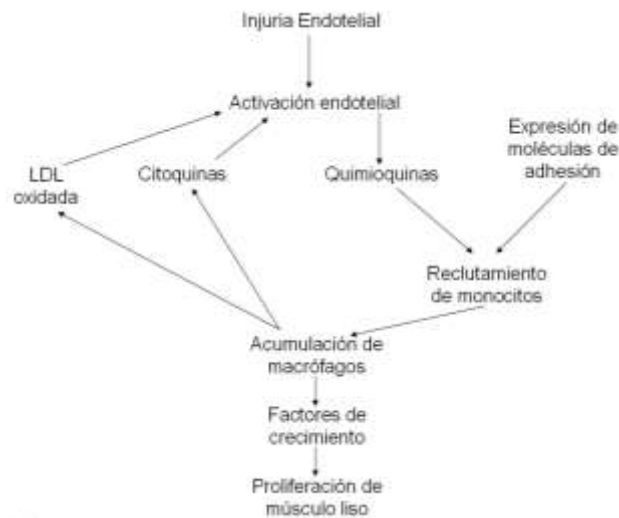 Injuria Endotelial
Activación endotelial
Expresión de
moléculas de
adhesión
LDL
oxidada
Citoquinas
Quimioquinas
Reclutamiento
de monocitos
Acumulación de
macrófagos
Factores de
crecimiento
Proliferación de
músculo liso